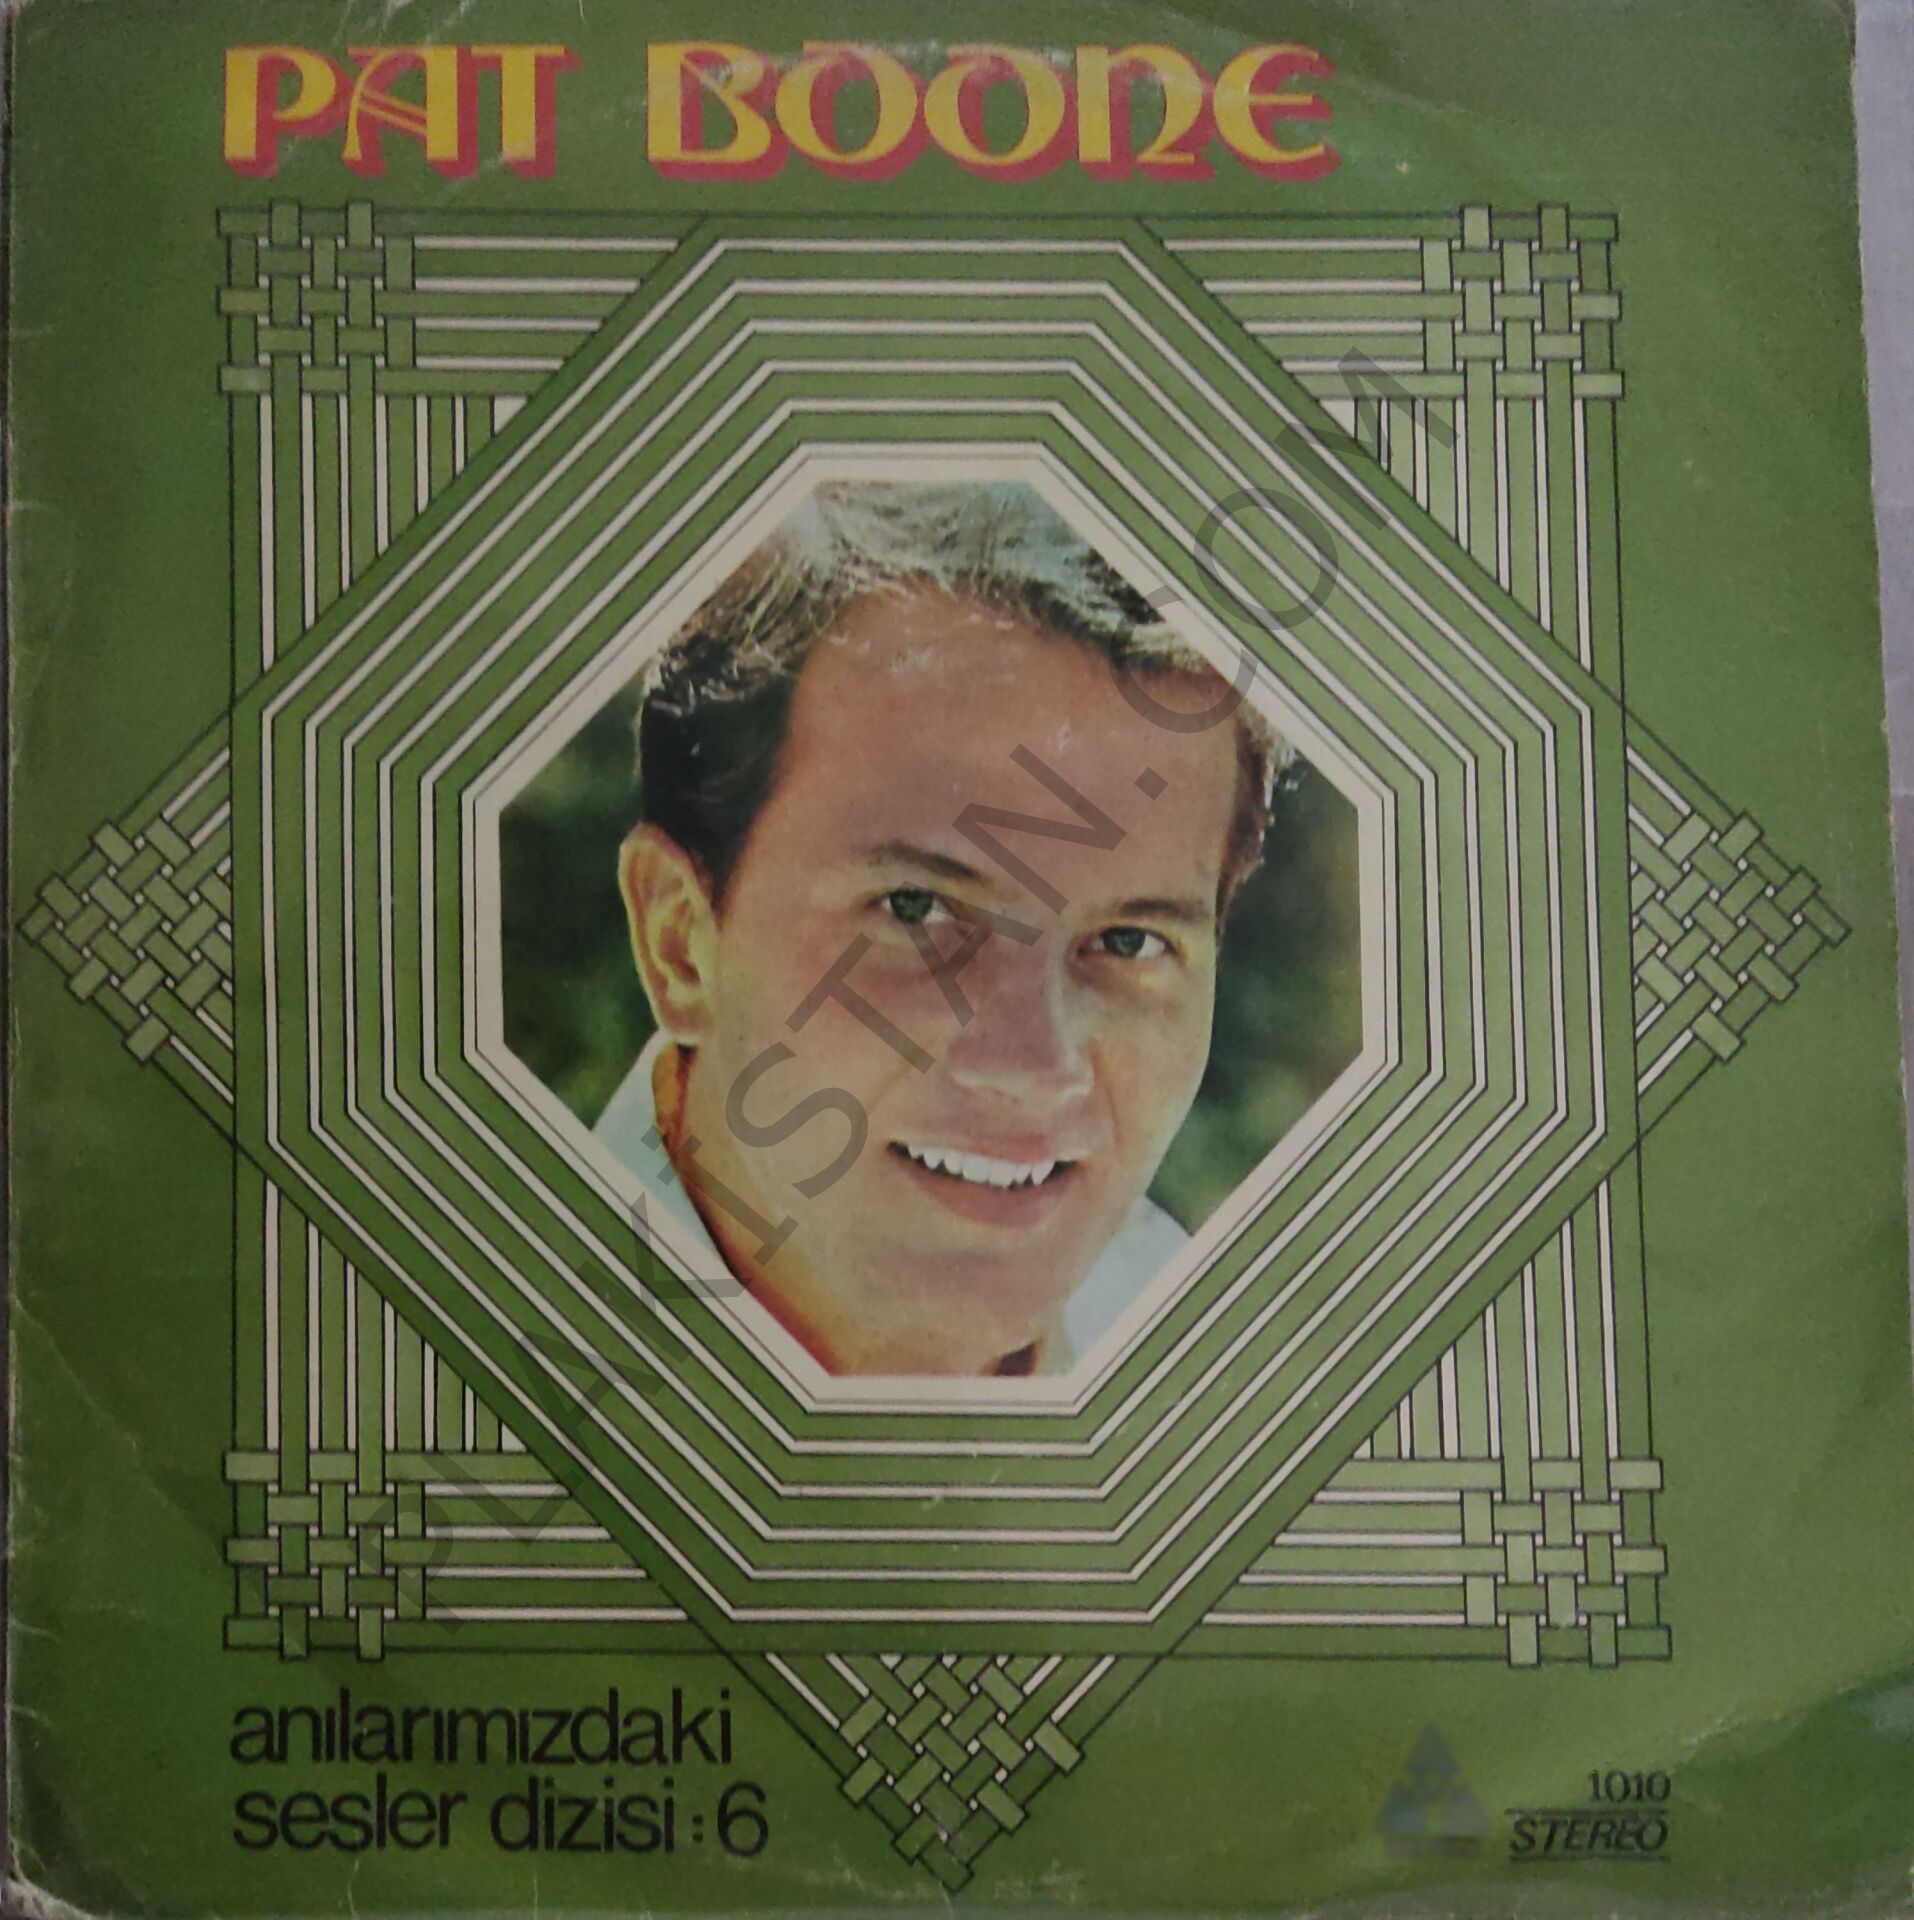 PAT BOONE
PLAKİSTAN.COM
anılarımızdaki
sesler dizisi : 6
1010
STEREO